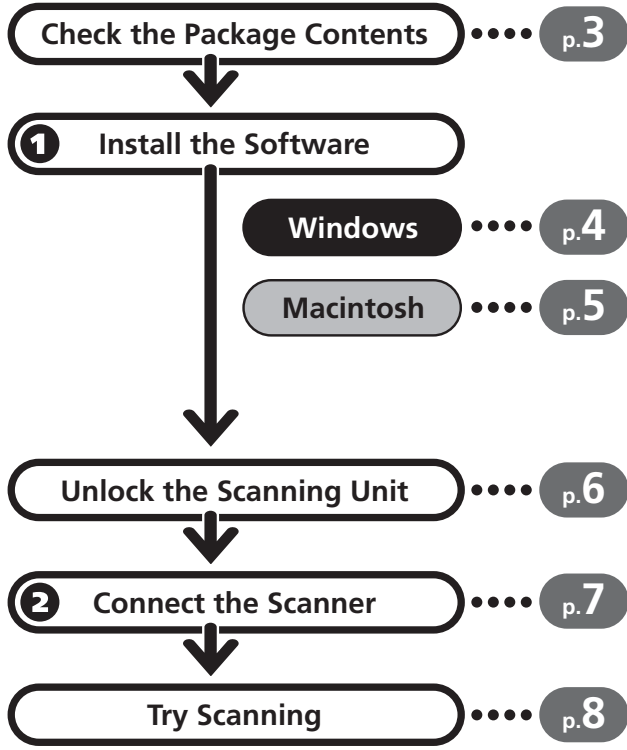 Check the Package Contents •••• p.3
1 Install the Software
Windows •••• p.4
Macintosh •••• p.5
Unlock the Scanning Unit •••• p.6
2 Connect the Scanner •••• p.7
Try Scanning •••• p.8